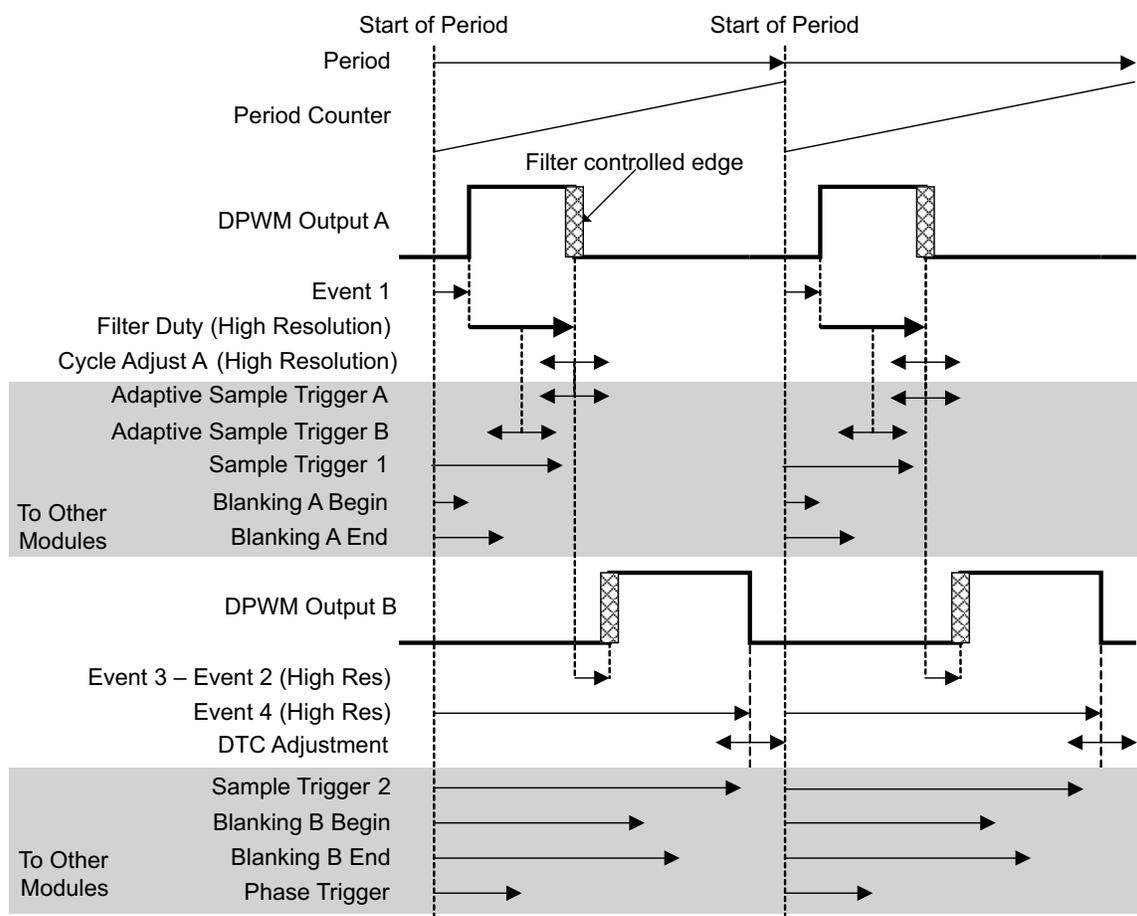 Start of Period
Start of Period
Period
Period Counter
Filter controlled edge
DPWM Output A
Event 1
Filter Duty (High Resolution)
Cycle Adjust A (High Resolution)
Adaptive Sample Trigger A
Adaptive Sample Trigger B
Sample Trigger 1
Blanking A Begin
To Other
Modules
Blanking A End
DPWM Output B
Event 3 – Event 2 (High Res)
Event 4 (High Res)
DTC Adjustment
Sample Trigger 2
Blanking B Begin
Blanking B End
To Other
Modules
Phase Trigger